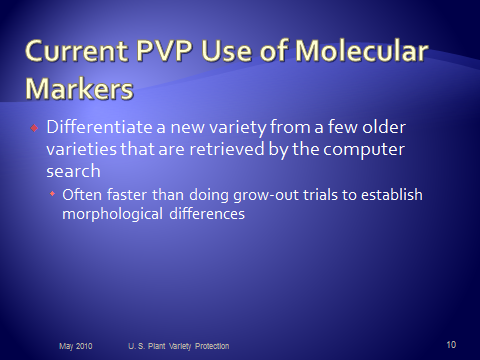 Current PVP Use of Molecular
Markers
Differentiate a new variety from a few older
varieties that are retrieved by the computer
search
Often faster than doing grow-out trials to establish
morphological differences
May 2010 U. S. Plant Variety Protection 10